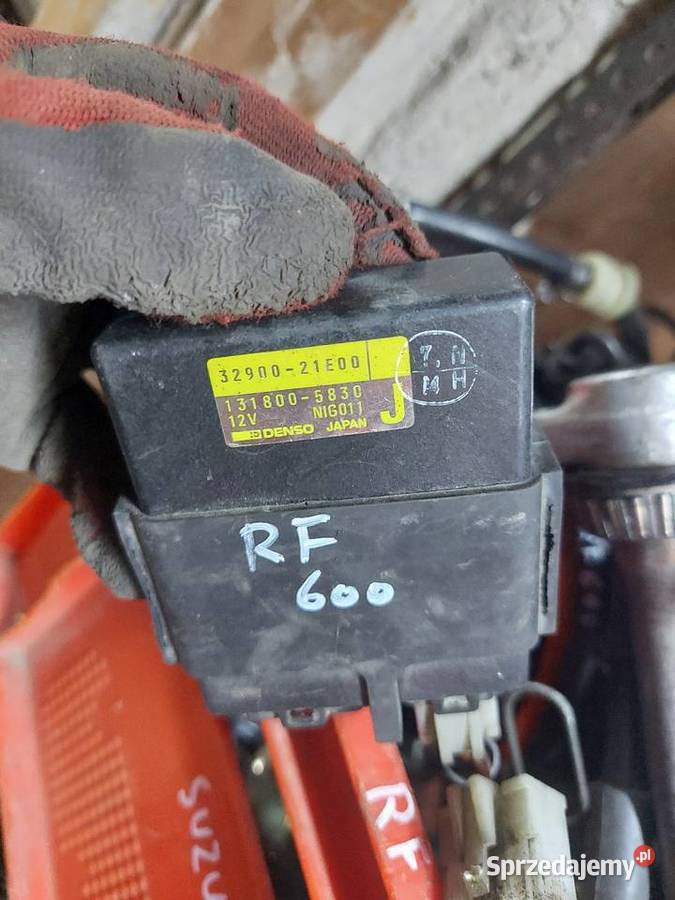 32900-21E00
131800-5830
12V NIG011 J
DENSO JAPAN
7, N
M H
RF
600
SUZU
RF
Sprzedajemy.pl